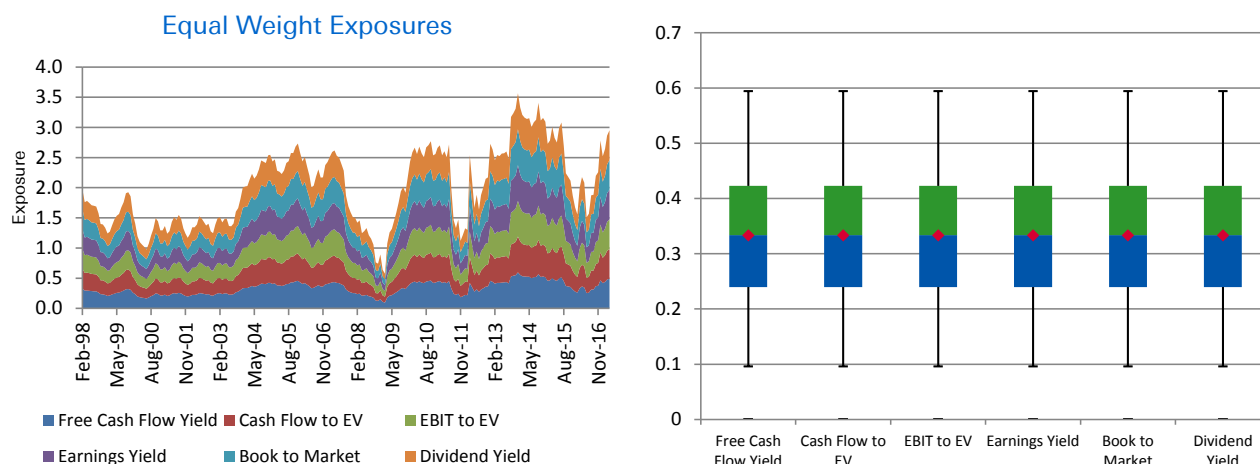 Equal Weight Exposures
Exposure
4.0
3.5
3.0
2.5
2.0
1.5
1.0
0.5
0.0
Feb-98
May-99
Aug-00
Nov-01
Feb-03
May-04
Aug-05
Nov-06
Feb-08
May-09
Aug-10
Nov-11
Feb-13
May-14
Aug-15
Nov-16
Free Cash Flow Yield
Cash Flow to EV
EBIT to EV
Earnings Yield
Book to Market
Dividend Yield
0.7
0.6
0.5
0.4
0.3
0.2
0.1
0
Free Cash
Flow Yield
Cash Flow to
EV
EBIT to EV
Earnings Yield
Book to
Market
Dividend
Yield